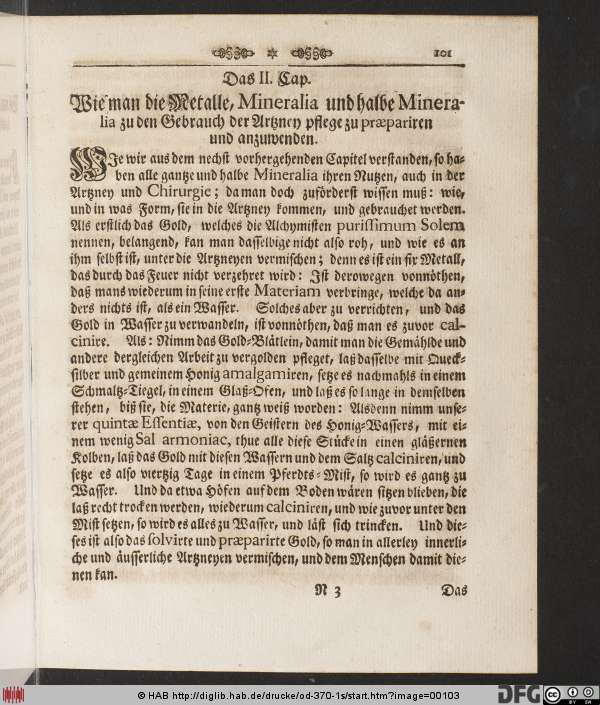 101
Das II. Cap.
Wie man die Metalle, Mineralia und halbe Minera-
lia zu den Gebrauch der Artzney pflege zu præpariren
und anzuwenden.
WJe wir aus dem nechst vorhergehenden Capitel verstanden, so ha-
ben alle gantze und halbe Mineralia ihren Nutzen, auch in der
Artzney und Chirurgie; da man doch zuförderst wissen muß: wie,
und in was Form, sie in die Artzney kommen, und gebrauchet werden.
Als erstlich das Gold, welches die Alchymisten purissimum Solem
nennen, belangend, kan man dasselbige nicht also roh, und wie es an
ihm selbst ist, unter die Artzneyen vermischen; denn es ist ein fix Metall,
das durch das Feuer nicht verzehret wird: Jst derowegen vonnöthen,
daß mans wiederum in seine erste Materiam verbringe, welche da an-
ders nichts ist, als ein Wasser. Solches aber zu verrichten, und das
Gold in Wasser zu verwandeln, ist vonnöthen, daß man es zuvor cal-
cinire. Als: Nimm das Gold-Blätlein, damit man die Gemählde und
andere dergleichen Arbeit zu vergolden pfleget, laß dasselbe mit Queck-
silber und gemeinem Honig amalgamiren, setze es nachmahls in einem
Schmaltz-Tiegel, in einem Glaß-Ofen, und laß es so lange in demselben
stehen, biß sie, die Materie, gantz weiß worden: Alsdenn nimm unse-
rer quintæ Essentiæ, von den Geistern des Honig-Wassers, mit ei-
nem wenig Sal armoniac, thue alle diese Stücke in einen gläßernen
Kolben, laß das Gold mit diesen Wassern und dem Saltz calciniren, und
setze es also viertzig Tage in einem Pferdts-Mist, so wird es gantz zu
Wasser. Und da etwa Höfen auf dem Boden wären sitzen blieben, die
laß recht trocken werden, wiederum calciniren, und wie zuvor unter den
Mist setzen, so wird es alles zu Wasser, und läst sich trincken. Und die-
ses ist also das solvirte und præparirte Gold, so man in allerley innerli-
che und äusserliche Artzneyen vermischen, und dem Menschen damit die-
nen kan.
N 3 Das
© HAB http://diglib.hab.de/drucke/od-370-1s/start.htm?image=00103
DFG
cc BY SA